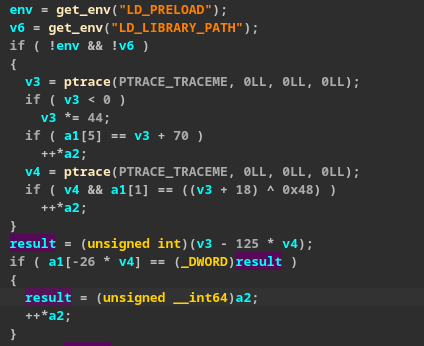 env = get_env("LD_PRELOAD");
v6 = get_env("LD_LIBRARY_PATH");
if ( !env && !v6 )
{
v3 = ptrace(PTRACE_TRACEME, 0LL, 0LL, 0LL);
if ( v3 < 0 )
v3 *= 44;
if ( a1[5] == v3 + 70 )
++*a2;
v4 = ptrace(PTRACE_TRACEME, 0LL, 0LL, 0LL);
if ( v4 && a1[1] == ((v3 + 18) ^ 0x48) )
++*a2;
}
result = (unsigned int)(v3 - 125 * v4);
if ( a1[-26 * v4] == (_DWORD)result )
{
result = (unsigned __int64)a2;
++*a2;
}